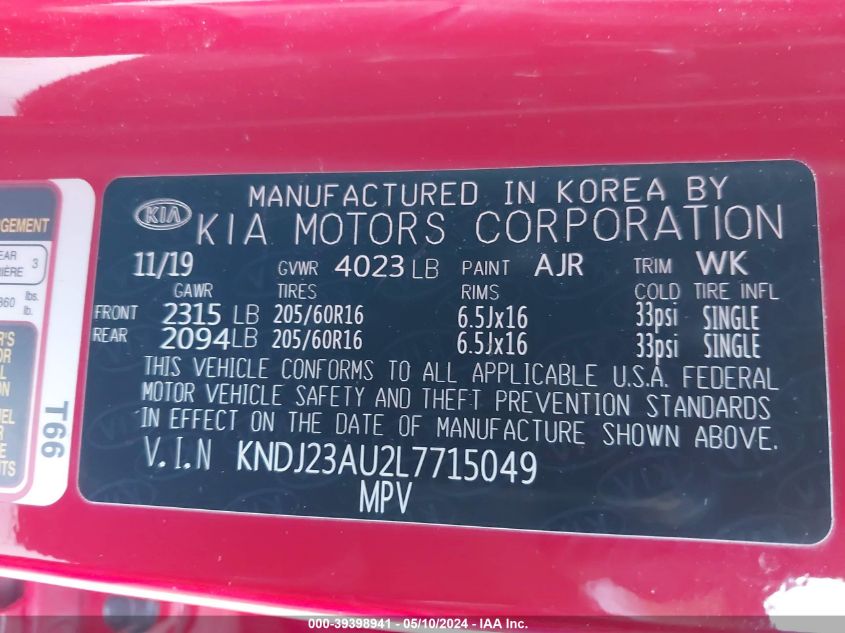 MANUFACTURED IN KOREA BY
KIA KIA MOTORS CORPORATION
11/19 GVWR 4023 LB PAINT AJR TRIM WK
GAWR TIRES RIMS COLD TIRE INFL
FRONT 2315 LB 205/60R16 6.5Jx16 33psi SINGLE
REAR 2094 LB 205/60R16 6.5Jx16 33psi SINGLE
THIS VEHICLE CONFORMS TO ALL APPLICABLE U.S.A. FEDERAL
MOTOR VEHICLE SAFETY AND THEFT PREVENTION STANDARDS
IN EFFECT ON THE DATE OF MANUFACTURE SHOWN ABOVE.
V.I.N KNDJ23AU2L7715049
MPV
3
lbs.
lb.
T66
000-39398941 - 05/10/2024 - IAA Inc.